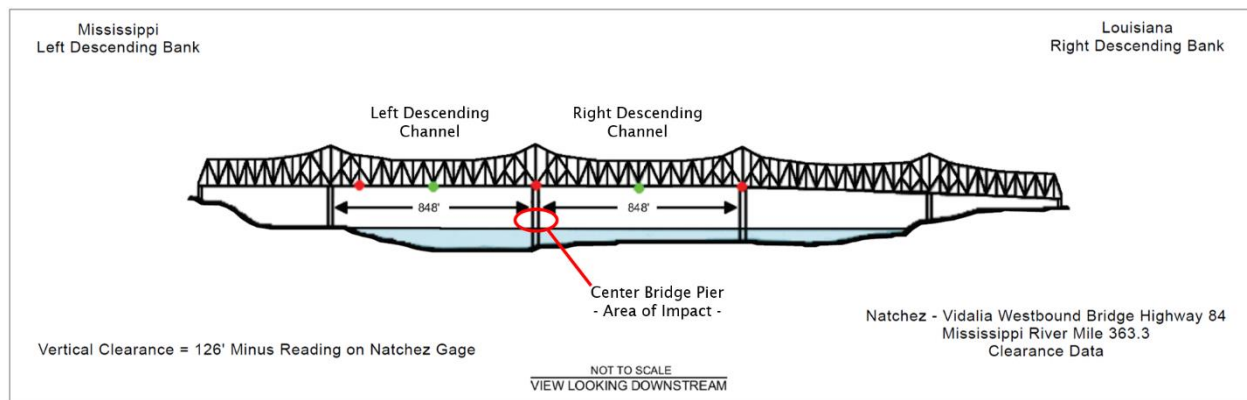 Mississippi
Left Descending Bank
Louisiana
Right Descending Bank
Left Descending
Channel
Right Descending
Channel
848'
848'
Center Bridge Pier
- Area of Impact -
Natchez - Vidalia Westbound Bridge Highway 84
Mississippi River Mile 363.3
Clearance Data
Vertical Clearance = 126' Minus Reading on Natchez Gage
NOT TO SCALE
VIEW LOOKING DOWNSTREAM